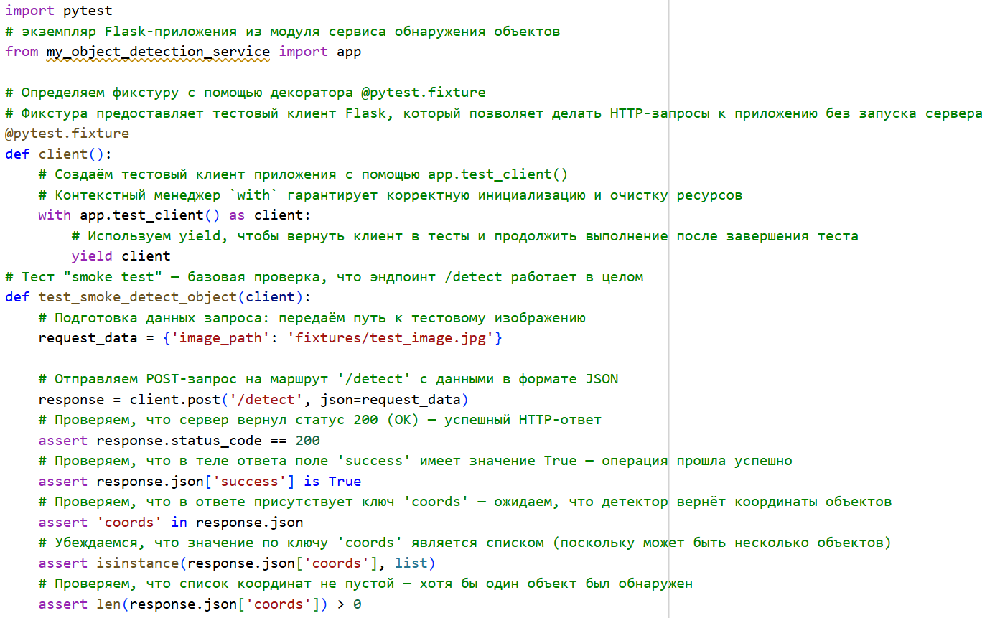 import pytest
# экземпляр Flask-приложения из модуля сервиса обнаружения объектов
from my_object_detection_service import app
# Определяем фикстуру с помощью декоратора @pytest.fixture
# Фикстура предоставляет тестовый клиент Flask, который позволяет делать HTTP-запросы к приложению без запуска сервера
@pytest.fixture
def client():
    # Создаём тестовый клиент приложения с помощью app.test_client()
    # Контекстный менеджер `with` гарантирует корректную инициализацию и очистку ресурсов
    with app.test_client() as client:
        # Используем yield, чтобы вернуть клиент в тесты и продолжить выполнение после завершения теста
        yield client
# Тест "smoke test" — базовая проверка, что эндпоинт /detect работает в целом
def test_smoke_detect_object(client):
    # Подготовка данных запроса: передаём путь к тестовому изображению
    request_data = {'image_path': 'fixtures/test_image.jpg'}
    # Отправляем POST-запрос на маршрут '/detect' с данными в формате JSON
    response = client.post('/detect', json=request_data)
    # Проверяем, что сервер вернул статус 200 (OK) — успешный HTTP-ответ
    assert response.status_code == 200
    # Проверяем, что в теле ответа поле 'success' имеет значение True — операция прошла успешно
    assert response.json['success'] is True
    # Проверяем, что в ответе присутствует ключ 'coords' — ожидаем, что детектор вернёт координаты объектов
    assert 'coords' in response.json
    # Убеждаемся, что значение по ключу 'coords' является списком (поскольку может быть несколько объектов)
    assert isinstance(response.json['coords'], list)
    # Проверяем, что список координат не пустой — хотя бы один объект был обнаружен
    assert len(response.json['coords']) > 0